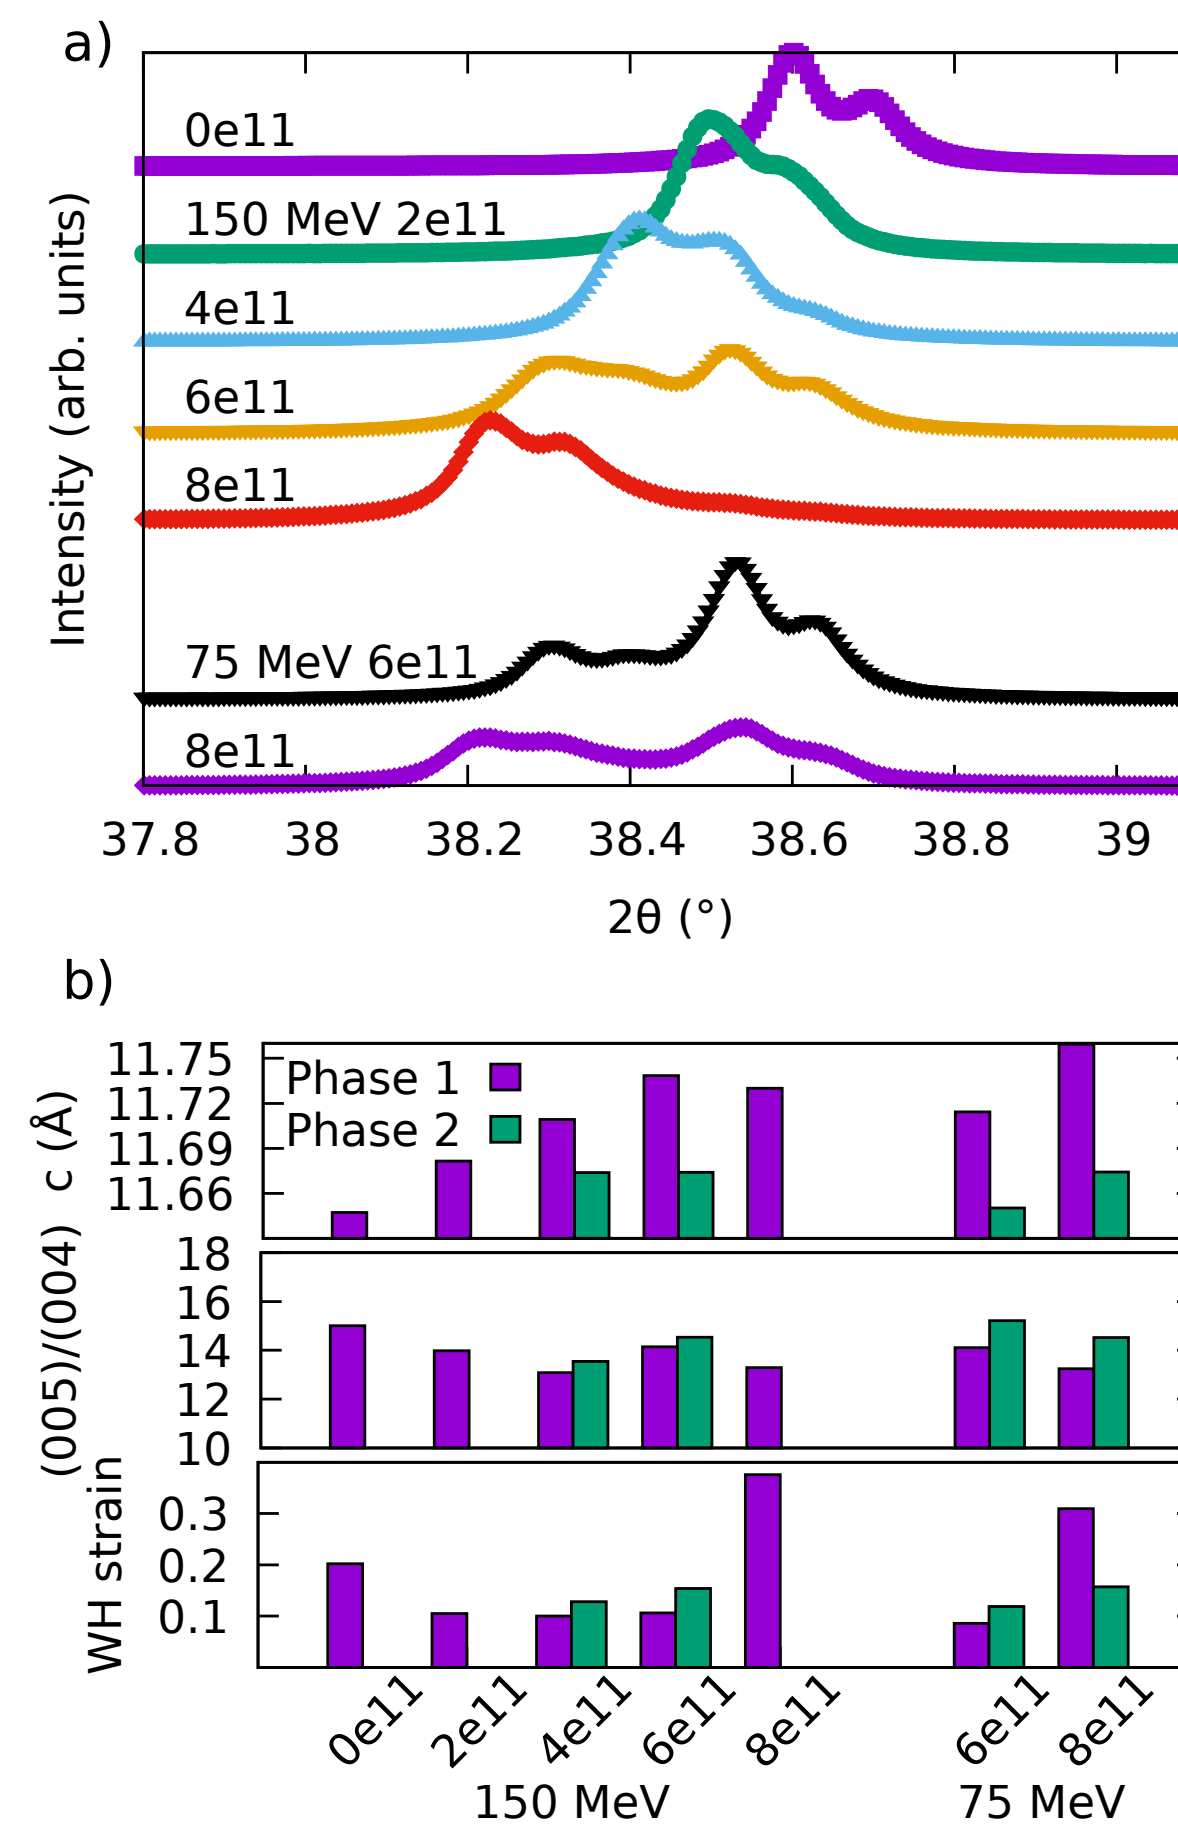 a)
Intensity (arb. units)
0e11
150 MeV 2e11
4e11
6e11
8e11
75 MeV 6e11
8e11
37.8 38 38.2 38.4 38.6 38.8 39
2θ (°)
b)
c (Å)
11.75
11.72
11.69
11.66
Phase 1
Phase 2
(005)/(004)
18
16
14
12
10
WH strain
0.3
0.2
0.1
0e11 2e11 4e11 6e11 8e11 6e11 8e11
150 MeV 75 MeV